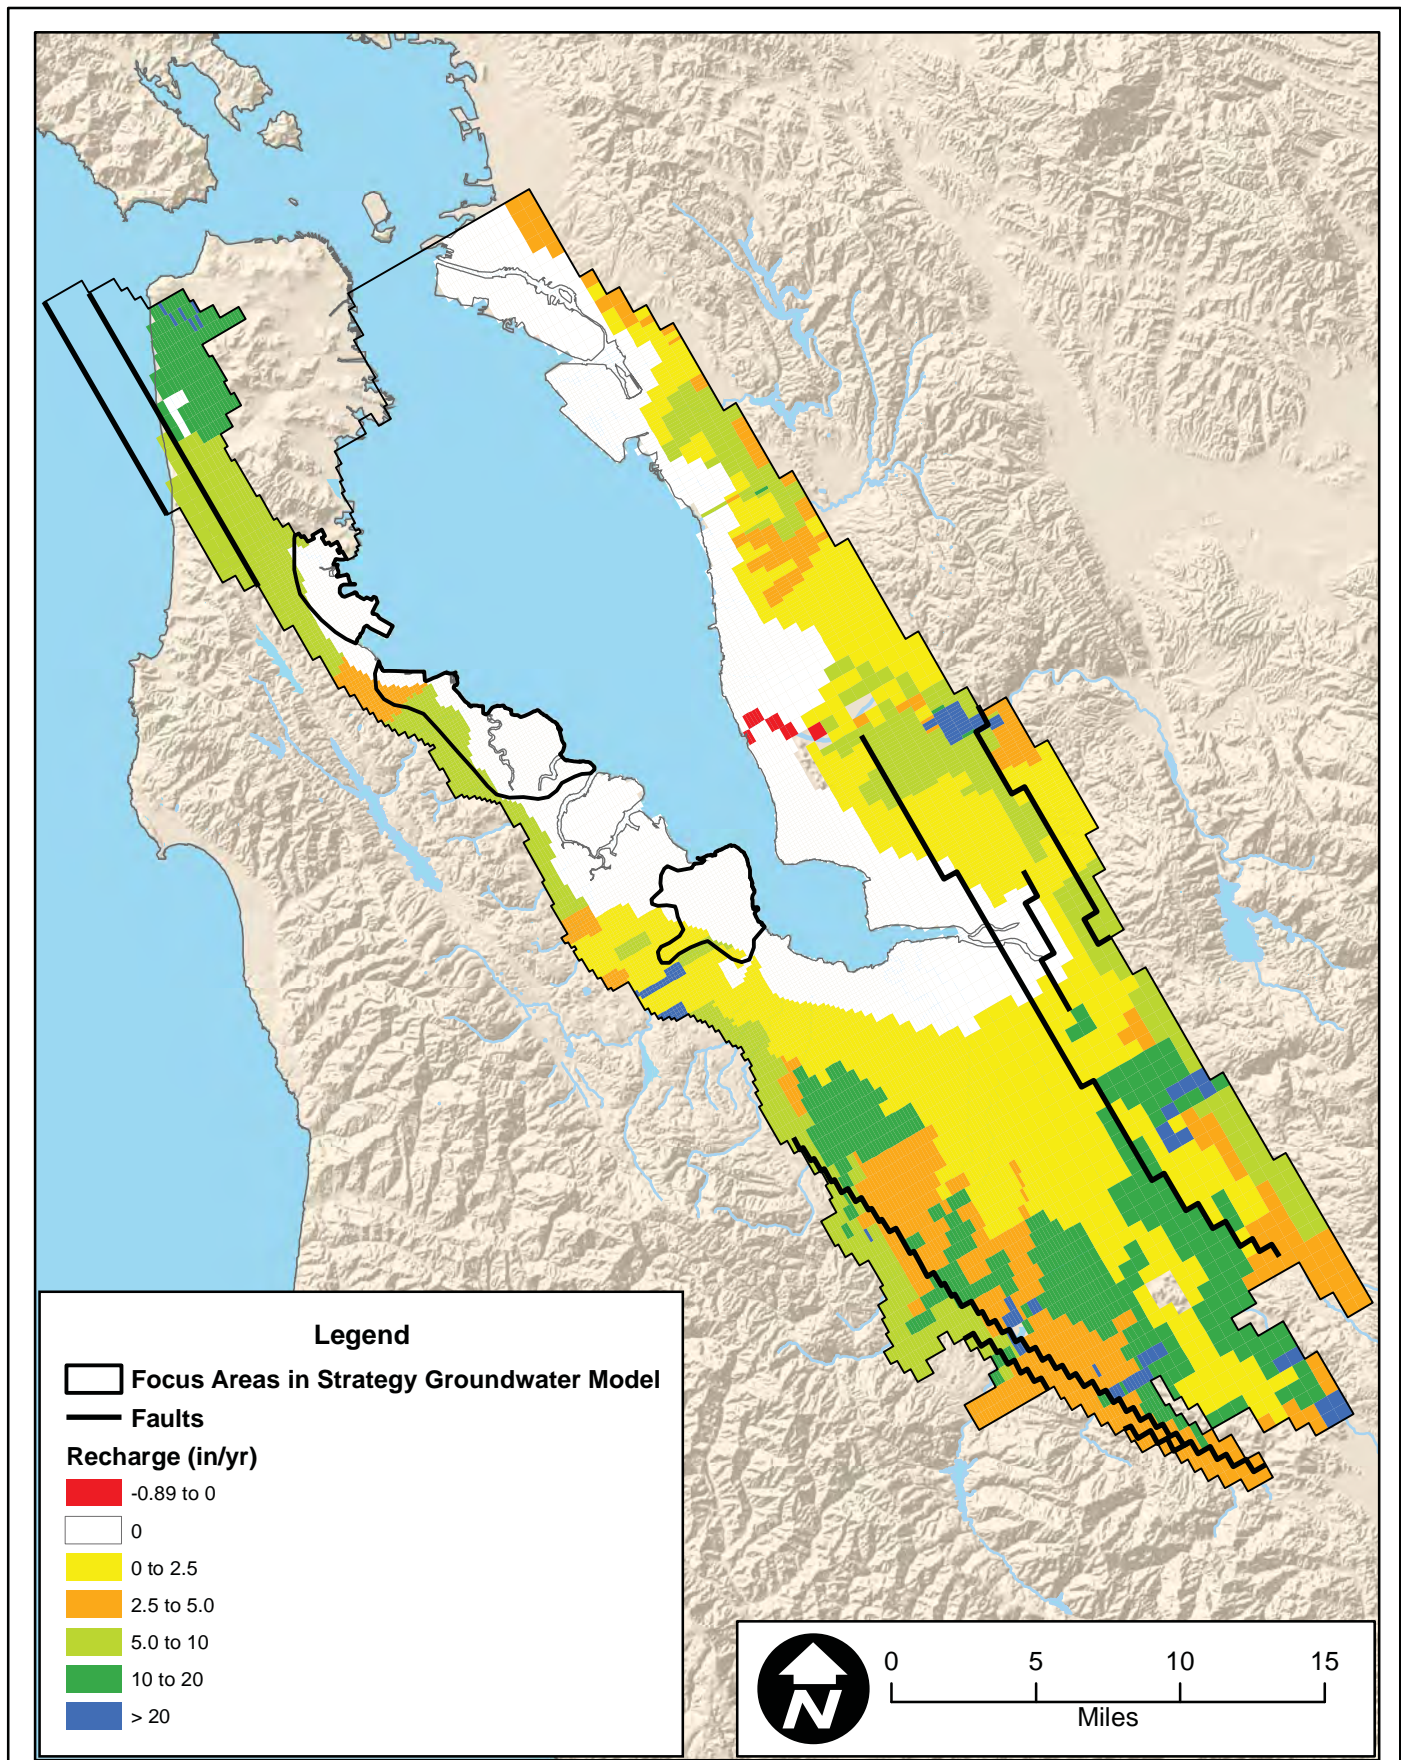 Legend
Focus Areas in Strategy Groundwater Model
Faults
Recharge (in/yr)
-0.89 to 0
0
0 to 2.5
2.5 to 5.0
5.0 to 10
10 to 20
> 20
N
0 5 10 15
Miles